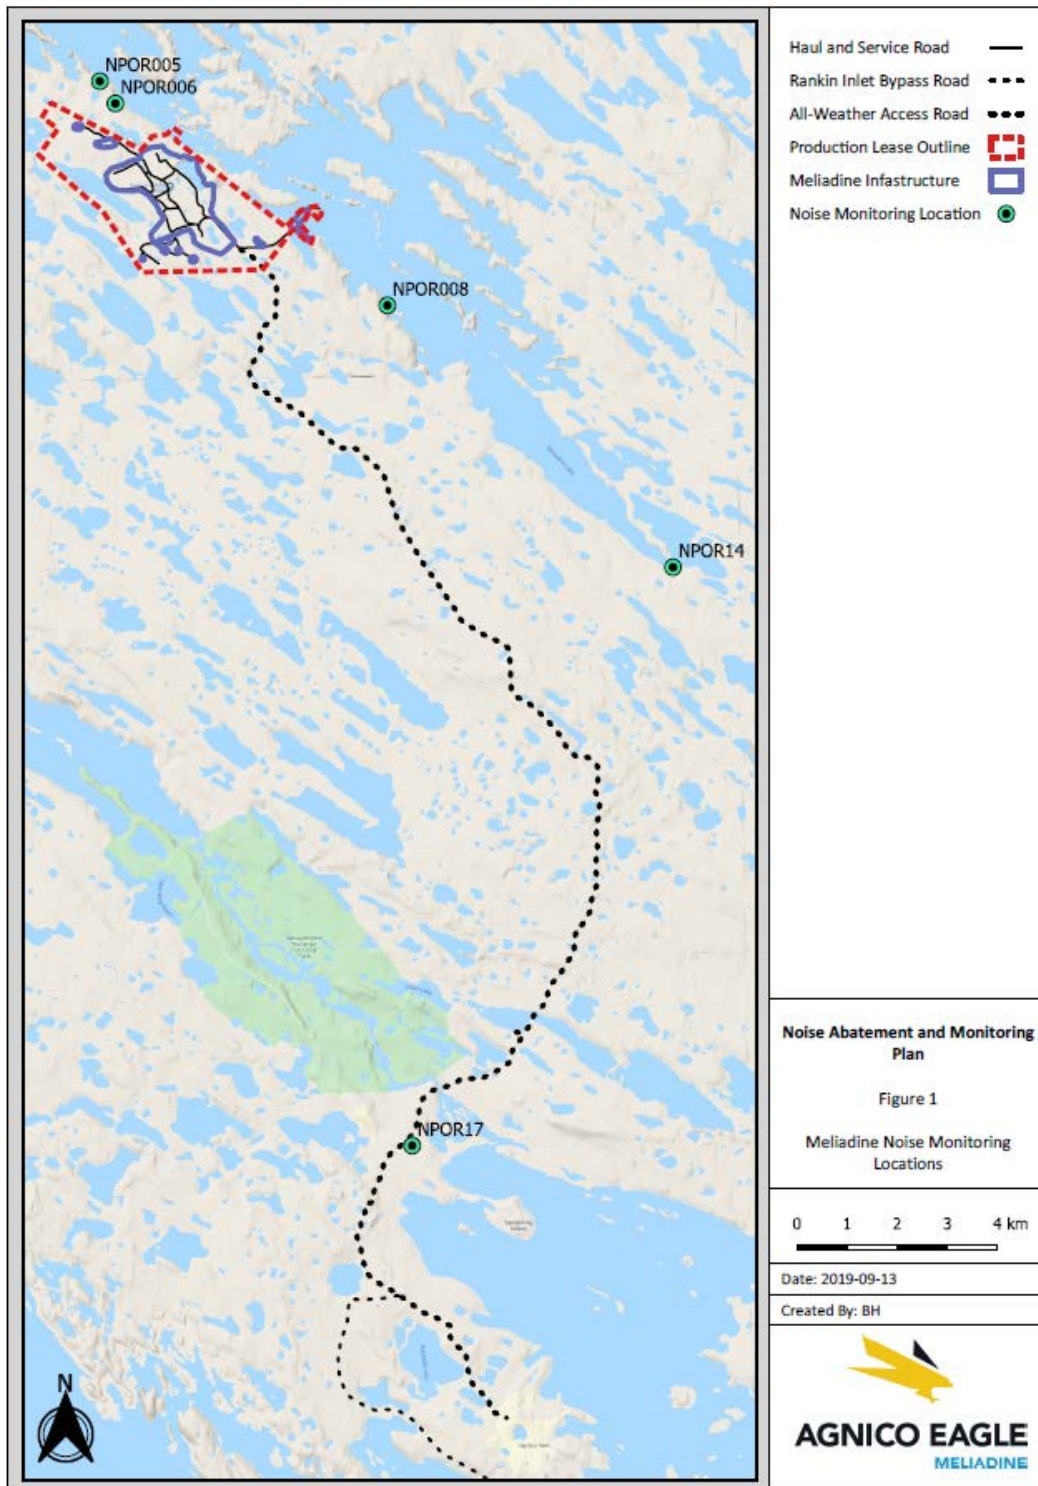 NPOR005
NPOR006
NPOR008
NPOR14
NPOR17
N
Haul and Service Road
Rankin Inlet Bypass Road
All-Weather Access Road
Production Lease Outline
Meliadine Infastructure
Noise Monitoring Location
Noise Abatement and Monitoring
Plan
Figure 1
Meliadine Noise Monitoring
Locations
0 1 2 3 4 km
Date: 2019-09-13
Created By: BH
AGNICO EAGLE
MELIADINE